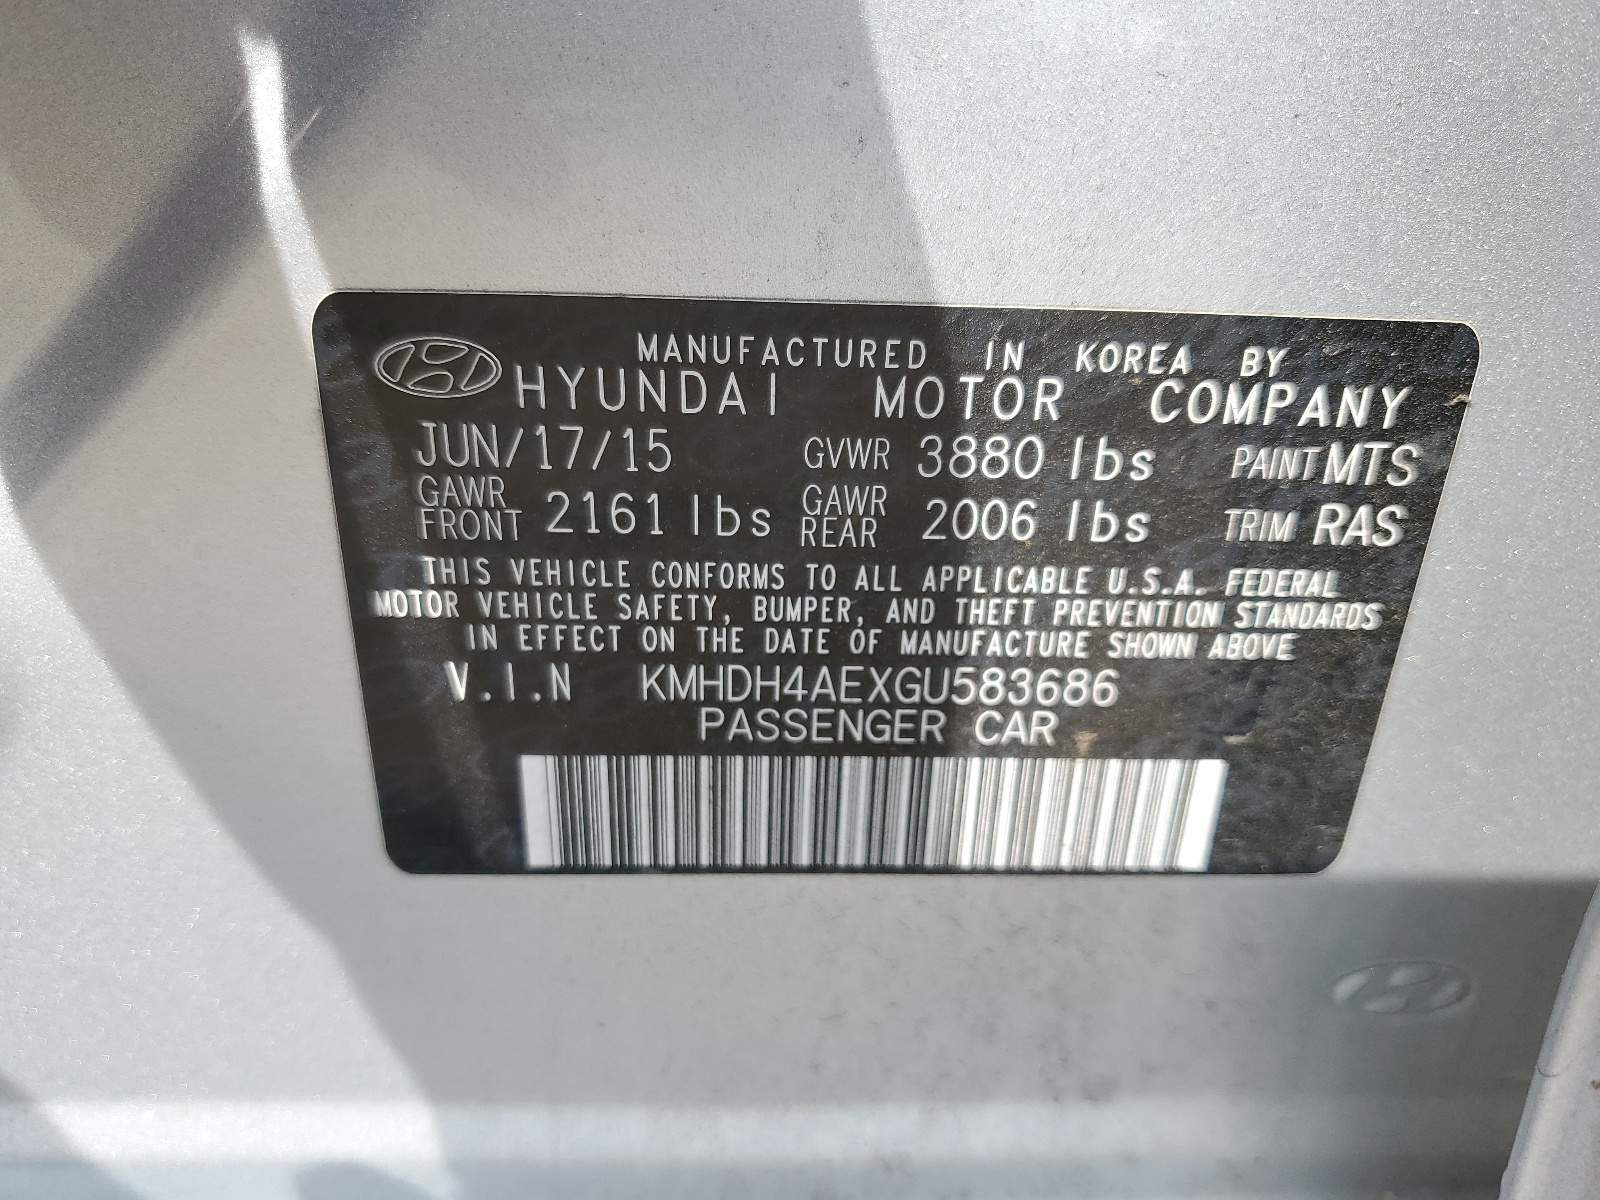 MANUFACTURED IN KOREA BY
HYUNDAI MOTOR COMPANY
JUN/17/15 GVWR 3880 lbs PAINT MTS
GAWR FRONT 2161 lbs GAWR REAR 2006 lbs TRIM RAS
THIS VEHICLE CONFORMS TO ALL APPLICABLE U.S.A. FEDERAL
MOTOR VEHICLE SAFETY, BUMPER, AND THEFT PREVENTION STANDARDS
IN EFFECT ON THE DATE OF MANUFACTURE SHOWN ABOVE
V.I.N KMHDH4AEXGU583686
PASSENGER CAR